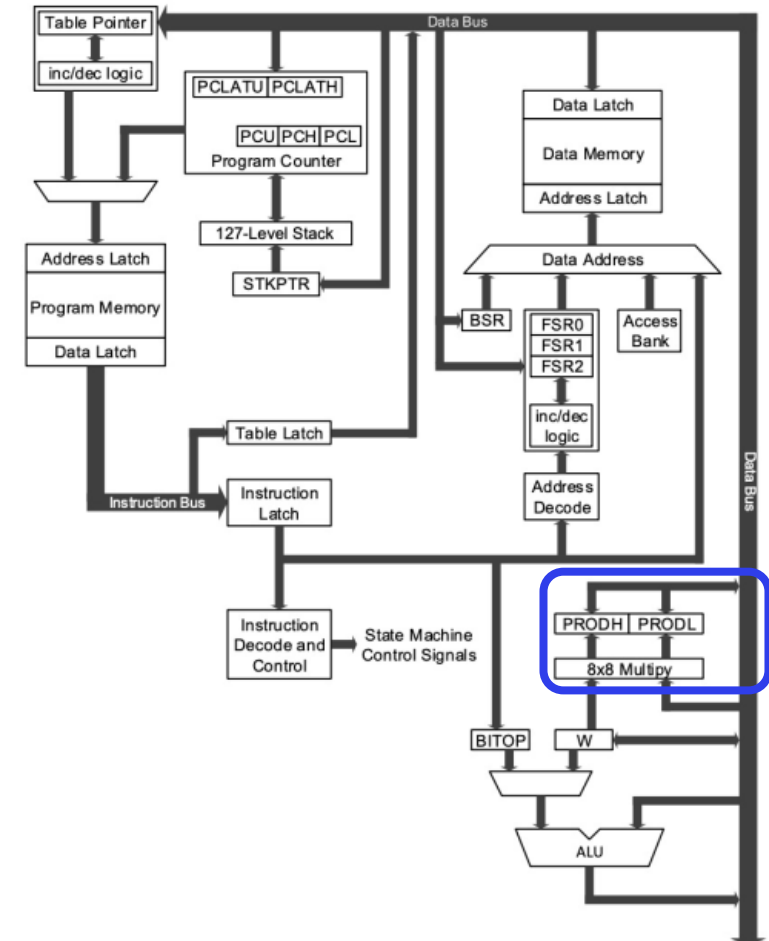 Table Pointer
inc/dec logic
Data Bus
PCLATU PCLATH
PCU PCH PCL
Program Counter
127-Level Stack
STKPTR
Address Latch
Program Memory
Data Latch
Data Latch
Data Memory
Address Latch
Data Address
BSR
FSR0
FSR1
FSR2
inc/dec
logic
Access
Bank
Address
Decode
Table Latch
Instruction Bus
Instruction
Latch
Instruction
Decode and
Control
State Machine
Control Signals
Data Bus
PRODH PRODL
8x8 Multipy
BITOP
W
ALU